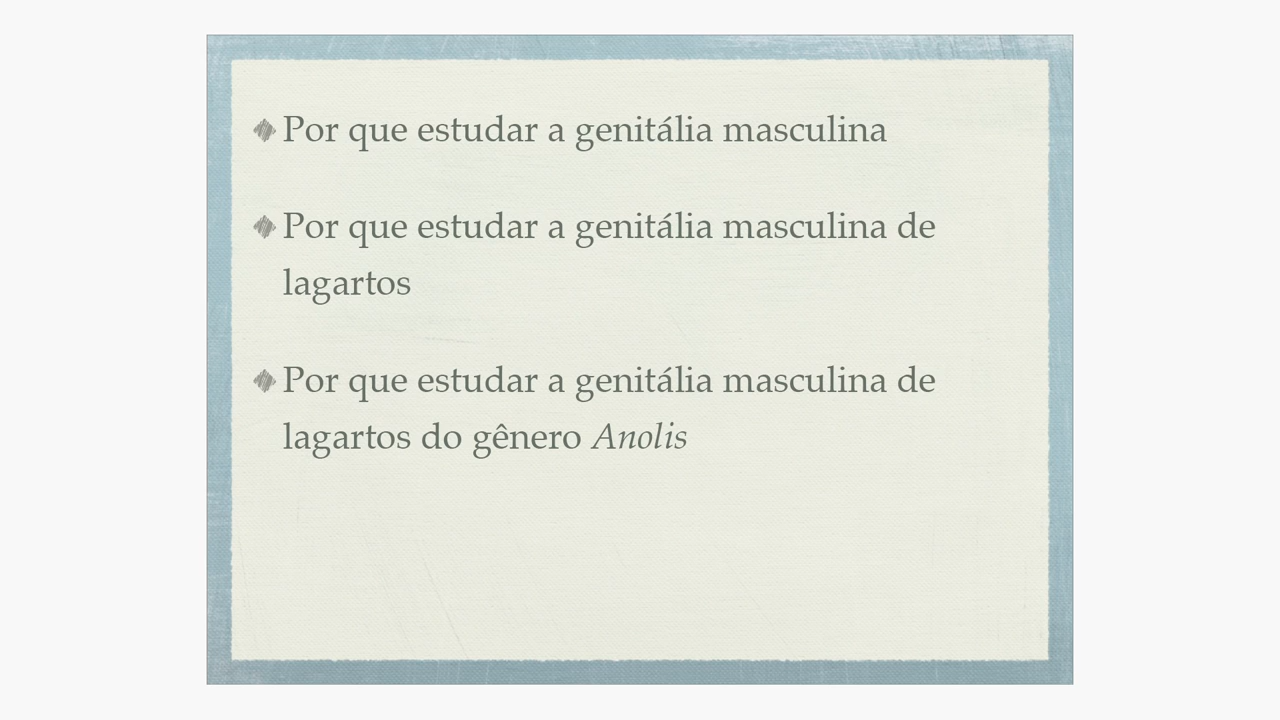 Por que estudar a genitália masculina
Por que estudar a genitália masculina de
lagartos
Por que estudar a genitália masculina de
lagartos do gênero Anolis